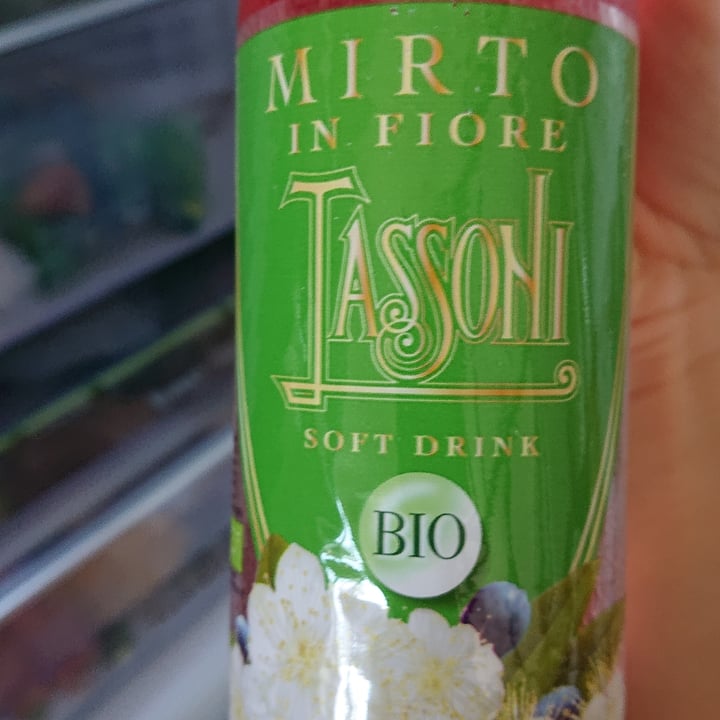 MIRTO
IN FIORE
TASSONI
SOFT DRINK
BIO